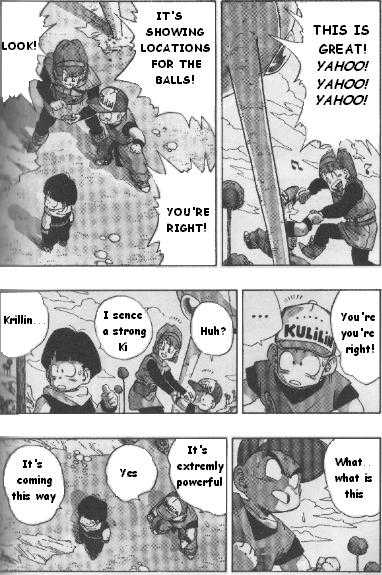 LOOK!
IT'S
SHOWING
LOCATIONS
FOR THE
BALLS!
YOU'RE
RIGHT!
THIS IS
GREAT!
YAHOO!
YAHOO!
YAHOO!
Krillin...
I sence
a strong
Ki
Huh?
... ....
KULILIN
You're
you're
right!
It's
coming
this way
Yes
It's
extremly
powerful
What..
what is
this